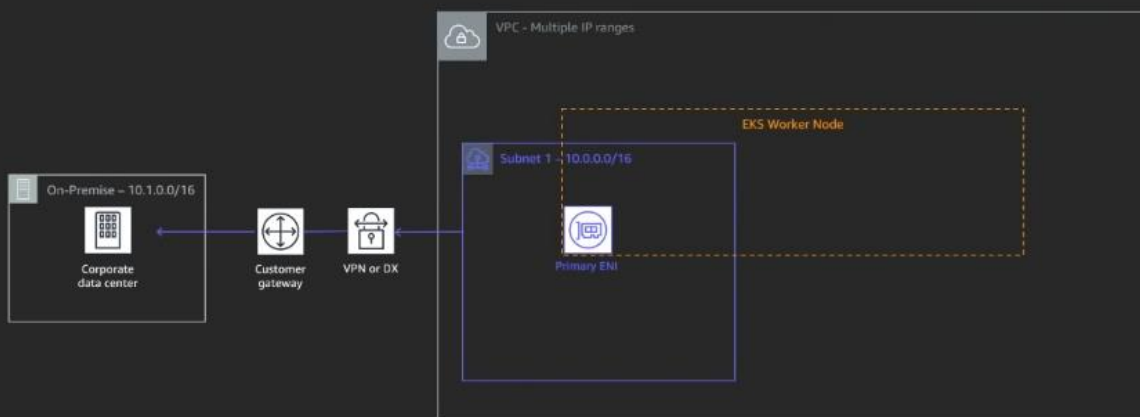 VPC - Multiple IP ranges
EKS Worker Node
Subnet 1 - 10.0.0.0/16
On-Premise – 10.1.0.0/16
Corporate
data center
Customer
gateway
VPN or DX
Primary ENI